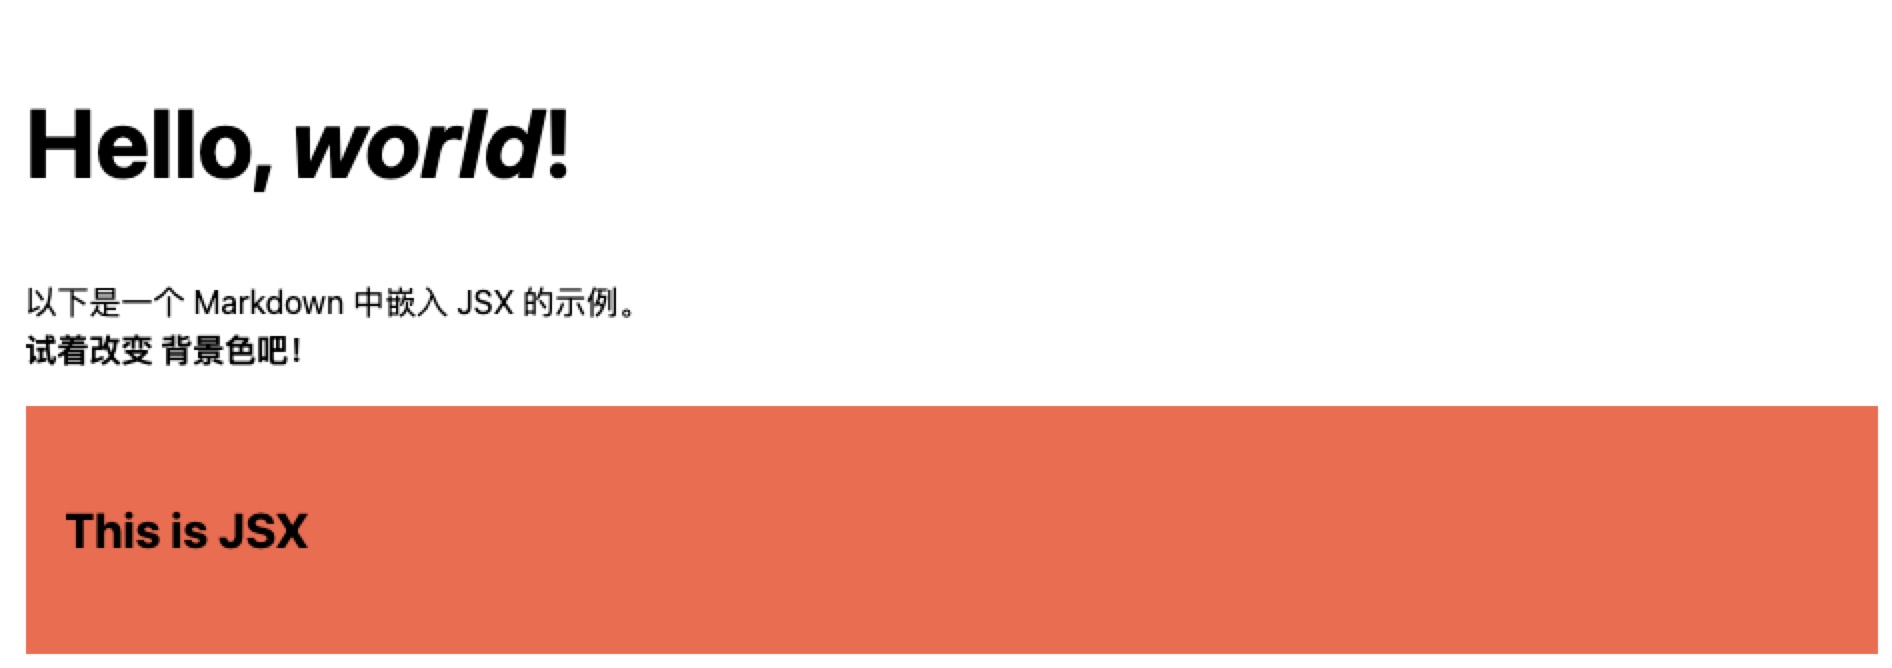 Hello, world!
以下是一个 Markdown 中嵌入 JSX 的示例。
试着改变 背景色吧！
This is JSX